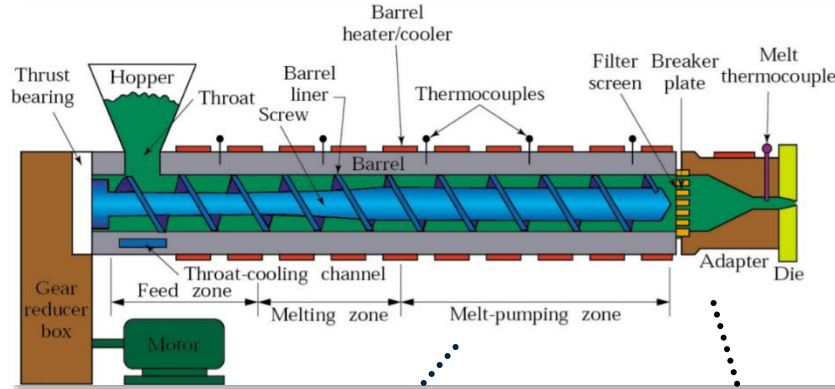 Barrel
heater/cooler
Hopper
Thrust
bearing
Throat
Barrel
liner
Screw
Thermocouples
Filter
screen
Breaker
plate
Melt
thermocouple
Barrel
Throat-cooling channel
Feed zone
Melting zone
Melt-pumping zone
Adapter
Die
Gear
reducer
box
Motor